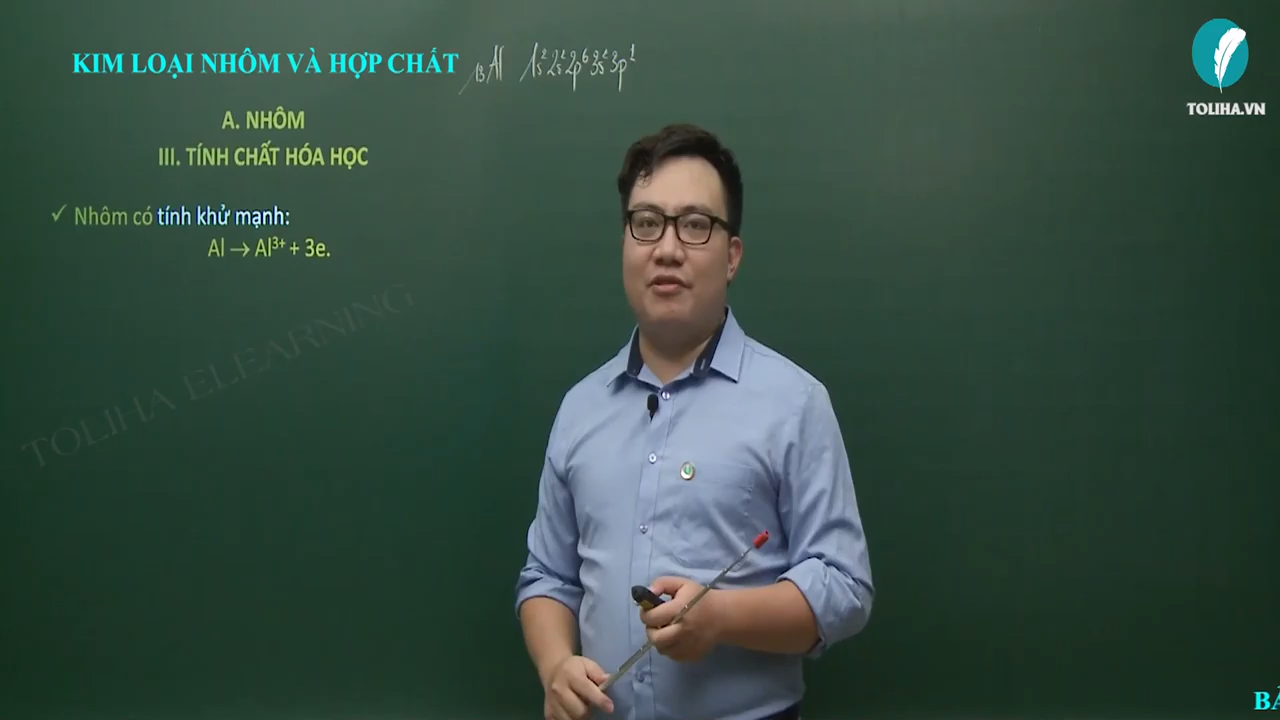 KIM LOẠI NHÔM VÀ HỢP CHẤT
₁₃Al 1s²2s²2p⁶3s²3p¹
TOLIHA.VN
A. NHÔM
III. TÍNH CHẤT HÓA HỌC
✓ Nhôm có tính khử mạnh:
Al → Al³⁺ + 3e.
TOLIHA ELEARNING